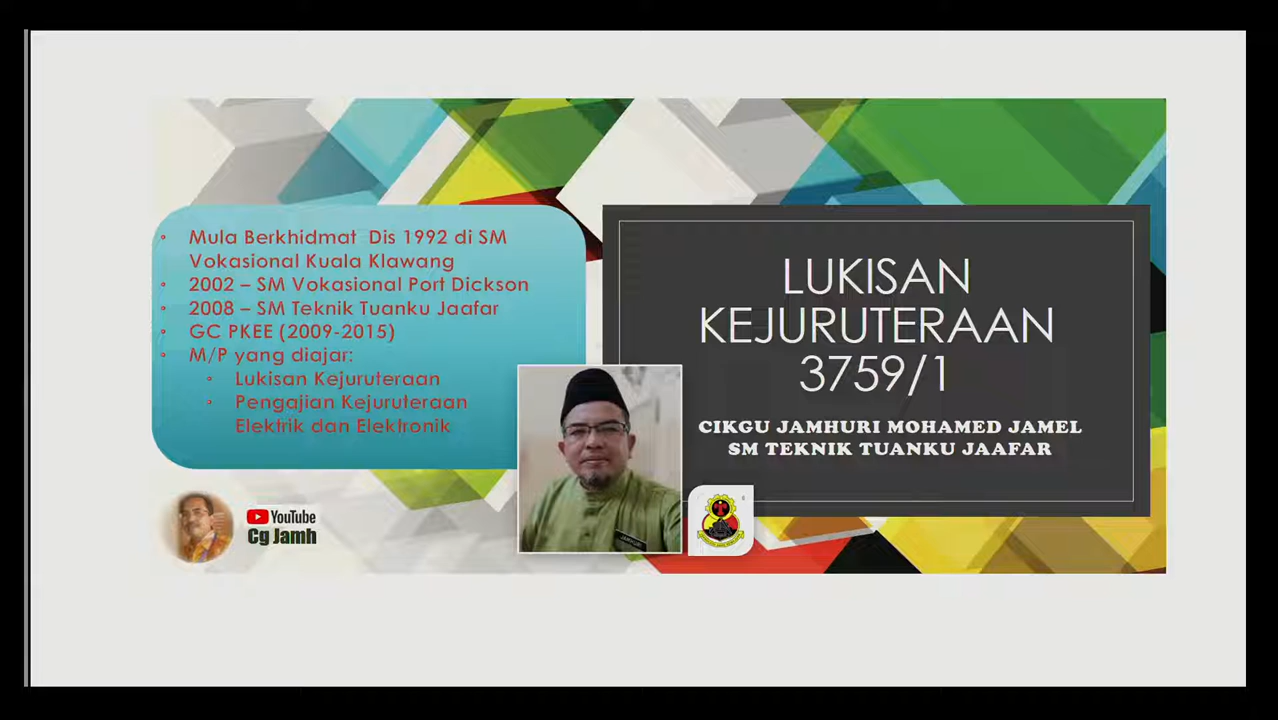 Mula Berkhidmat Dis 1992 di SM
Vokasional Kuala Klawang
2002 – SM Vokasional Port Dickson
2008 – SM Teknik Tuanku Jaafar
GC PKEE (2009-2015)
M/P yang diajar:
Lukisan Kejuruteraan
Pengajian Kejuruteraan
Elektrik dan Elektronik
LUKISAN
KEJURUTERAAN
3759/1
CIKGU JAMHURI MOHAMED JAMEL
SM TEKNIK TUANKU JAAFAR
YouTube
Cg Jamh
JAMHURI